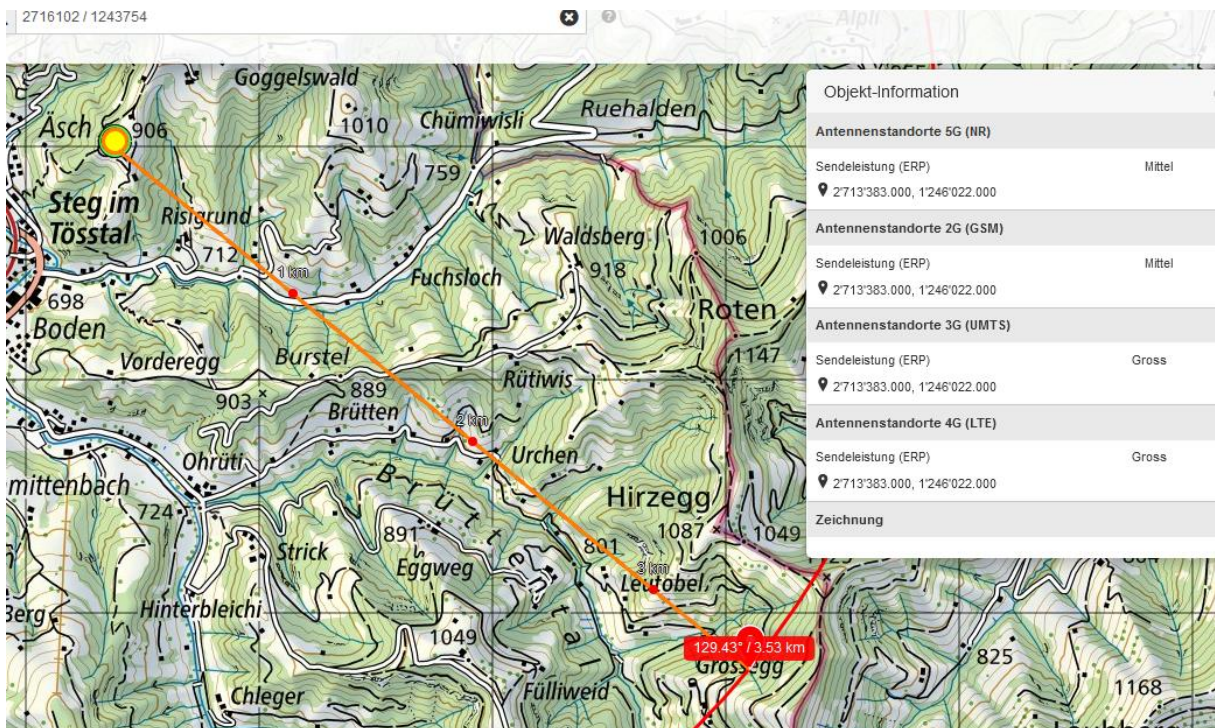 2716102 / 1243754
Alpli
Objekt-Information
Antennenstandorte 5G (NR)
Sendeleistung (ERP) Mittel
2'713'383.000, 1'246'022.000
Antennenstandorte 2G (GSM)
Sendeleistung (ERP) Mittel
2'713'383.000, 1'246'022.000
Antennenstandorte 3G (UMTS)
Sendeleistung (ERP) Gross
2'713'383.000, 1'246'022.000
Antennenstandorte 4G (LTE)
Sendeleistung (ERP) Gross
2'713'383.000, 1'246'022.000
Zeichnung
Goggelswald
Ruehalden
Äsch 906
1010
Chümiwisli
759
Steg im
Tösstal
Risigrund
712
Waldsberg
1006
918
1 km
Fuchsloch
698
Boden
Roten
Vorderegg
Burstel
1147
889
Rütiwis
903
Brütten
2 km
Ohrüti
Urchen
mittenbach
724
Brüttental
Hirzegg
1087
1049
891
Eggweg
Strick
801
3 km
Leutobel
Berg
Hinterbleichi
1049
129.43° / 3.53 km
Grossegg
825
Chleger
Fülliweid
1168